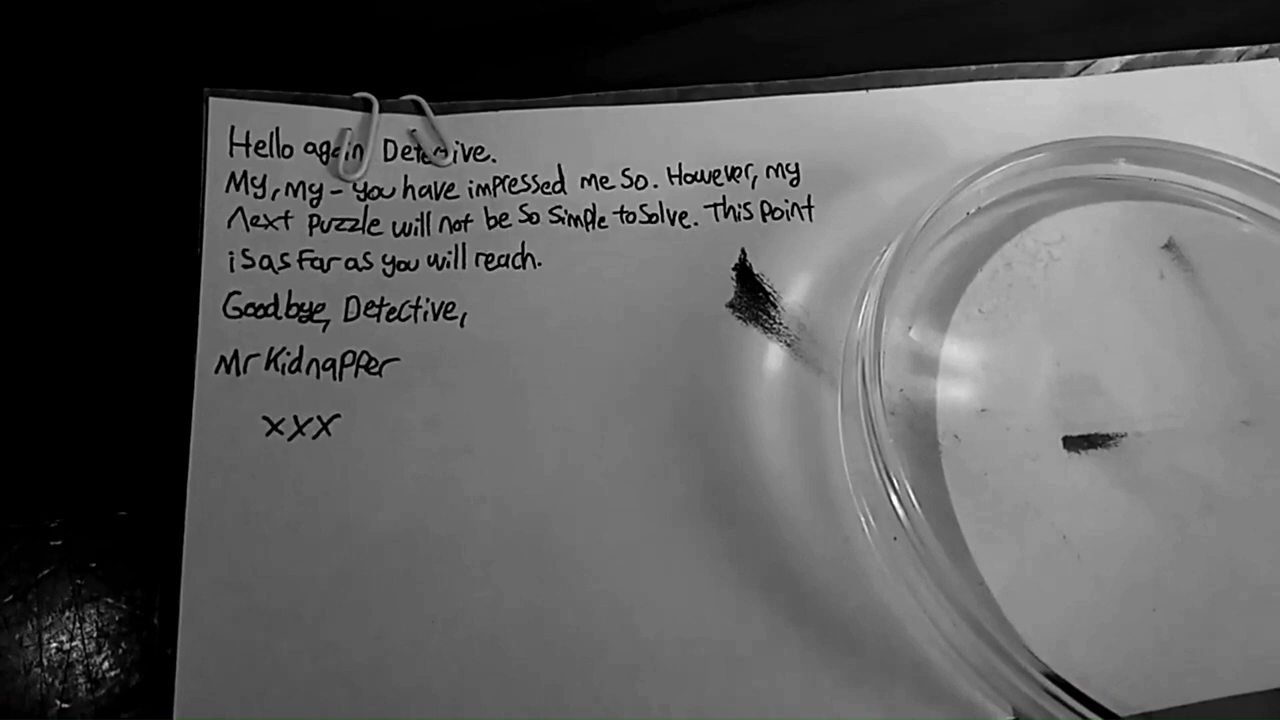 Hello again Detective.
My, my - you have impressed me so. However, my
next puzzle will not be so simple to solve. This point
is as far as you will reach.
Goodbye, Detective,
Mr Kidnapper
xxx